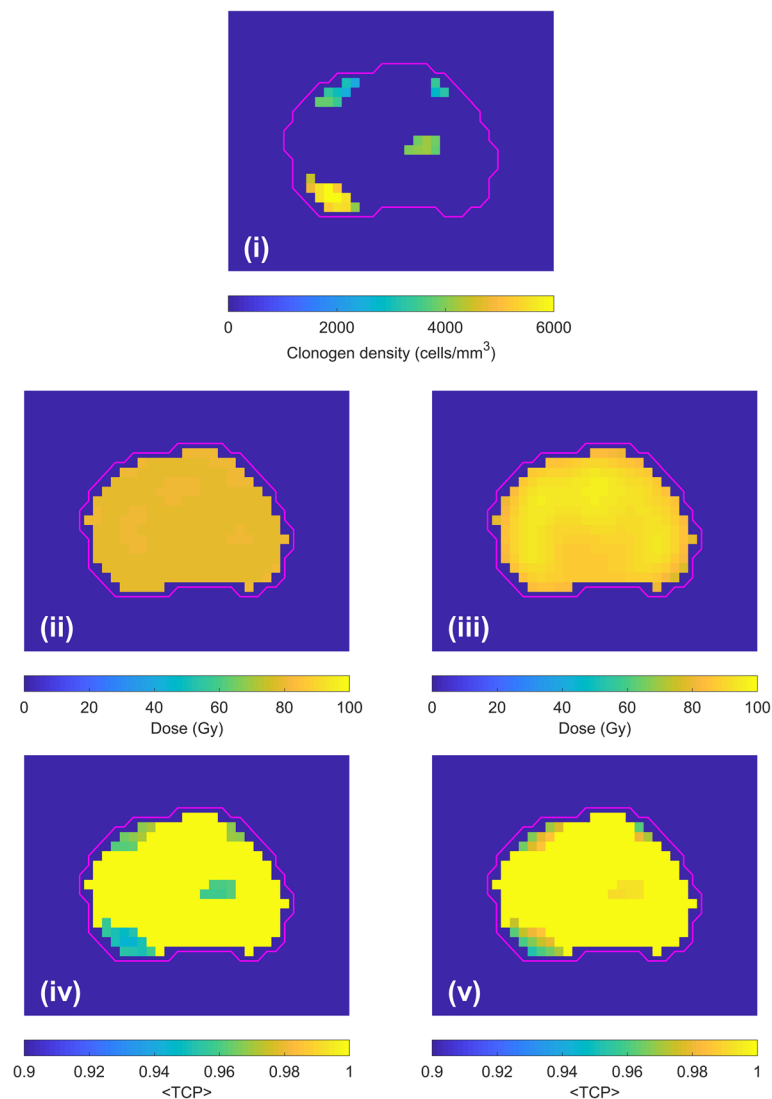 (i)
0 2000 4000 6000
Clonogen density (cells/mm³)
(ii)
0 20 40 60 80 100
Dose (Gy)
(iii)
0 20 40 60 80 100
Dose (Gy)
(iv)
0.9 0.92 0.94 0.96 0.98 1
<TCP>
(v)
0.9 0.92 0.94 0.96 0.98 1
<TCP>